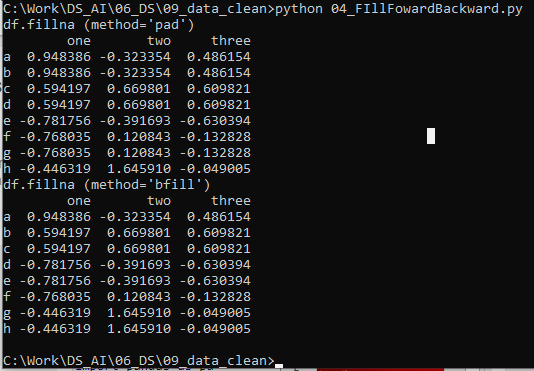 C:\Work\DS_AI\06_DS\09_data_clean>python 04_FIllFowardBackward.py
df.fillna (method='pad')
        one       two     three
a  0.948386 -0.323354  0.486154
b  0.948386 -0.323354  0.486154
c  0.594197  0.669801  0.609821
d  0.594197  0.669801  0.609821
e -0.781756 -0.391693 -0.630394
f -0.768035  0.120843 -0.132828
g -0.768035  0.120843 -0.132828
h -0.446319  1.645910 -0.049005
df.fillna (method='bfill')
        one       two     three
a  0.948386 -0.323354  0.486154
b  0.594197  0.669801  0.609821
c  0.594197  0.669801  0.609821
d -0.781756 -0.391693 -0.630394
e -0.781756 -0.391693 -0.630394
f -0.768035  0.120843 -0.132828
g -0.446319  1.645910 -0.049005
h -0.446319  1.645910 -0.049005
C:\Work\DS_AI\06_DS\09_data_clean>